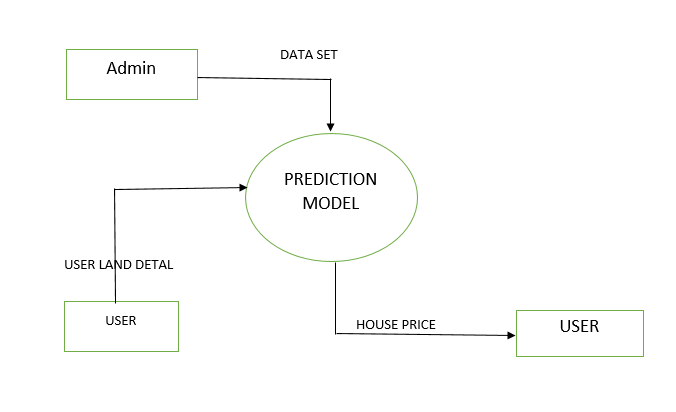 DATA SET
Admin
PREDICTION
MODEL
USER LAND DETAL
USER
HOUSE PRICE
USER